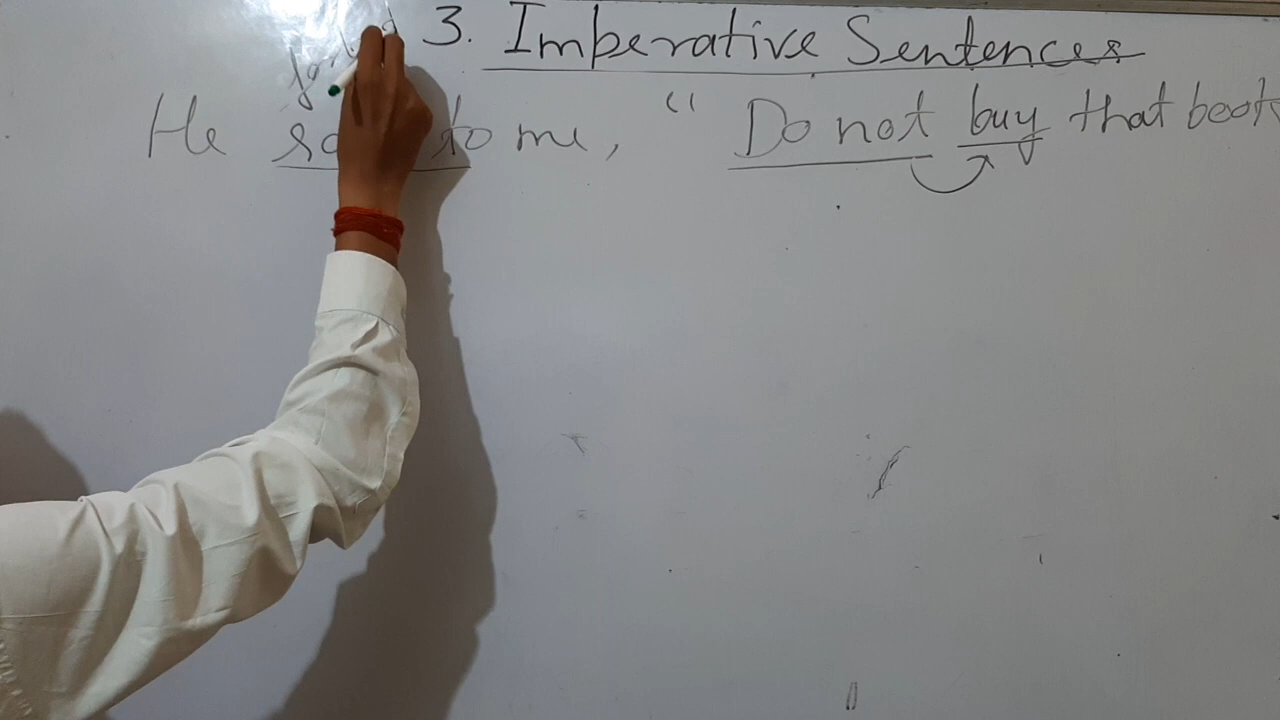 3. Imperative Sentences
He to me, " Do not buy that book